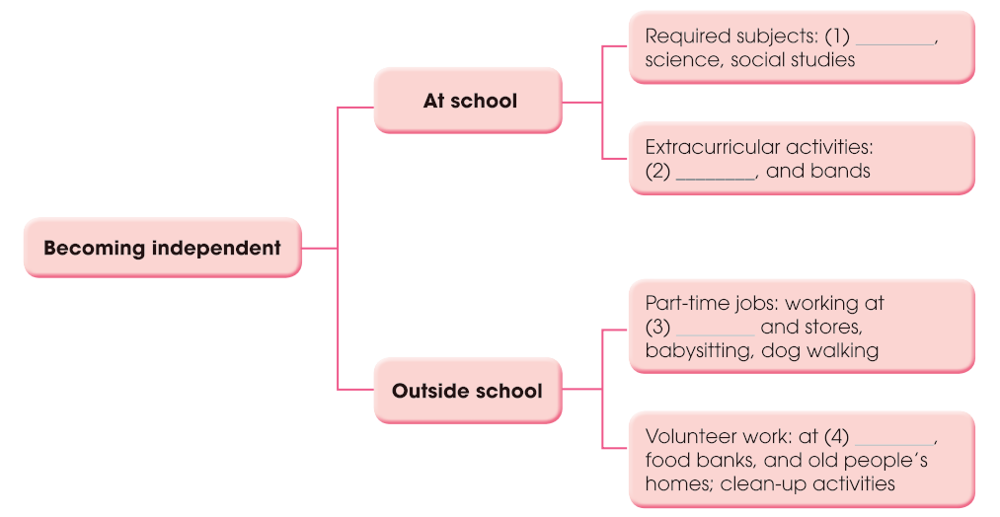 Becoming independent
At school
Required subjects: (1) ________,
science, social studies
Extracurricular activities:
(2) ________, and bands
Outside school
Part-time jobs: working at
(3) ________ and stores,
babysitting, dog walking
Volunteer work: at (4) ________,
food banks, and old people's
homes; clean-up activities